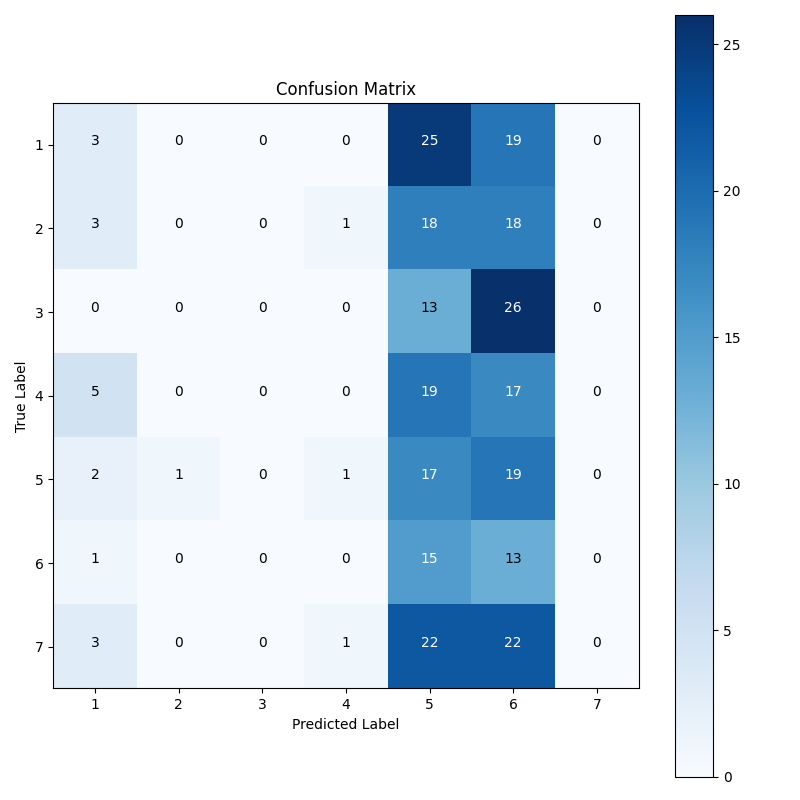 Confusion Matrix
1 3 0 0 0 25 19 0
2 3 0 0 1 18 18 0
3 0 0 0 0 13 26 0
4 5 0 0 0 19 17 0
5 2 1 0 1 17 19 0
6 1 0 0 0 15 13 0
7 3 0 0 1 22 22 0
1 2 3 4 5 6 7
Predicted Label
True Label
25
20
15
10
5
0